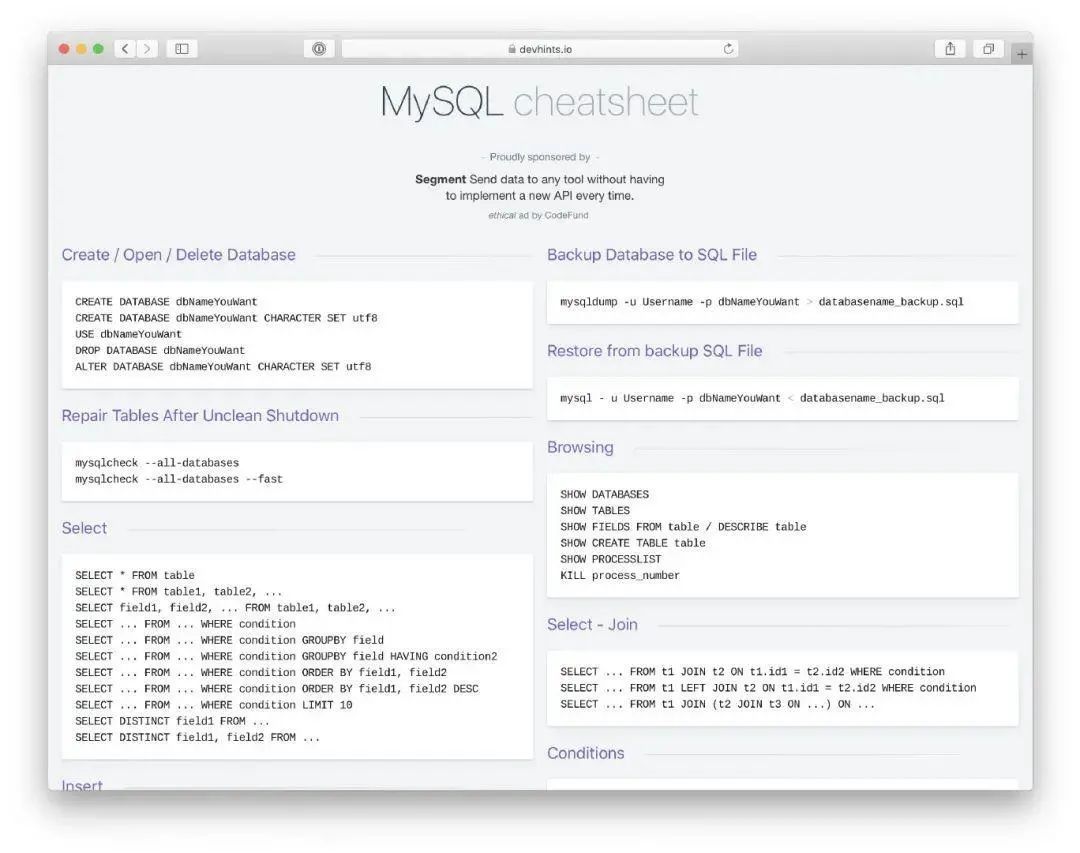 devhints.io
MySQL cheatsheet
- Proudly sponsored by -
Segment Send data to any tool without having
to implement a new API every time.
ethical ad by CodeFund
Create / Open / Delete Database
CREATE DATABASE dbNameYouWant
CREATE DATABASE dbNameYouWant CHARACTER SET utf8
USE dbNameYouWant
DROP DATABASE dbNameYouWant
ALTER DATABASE dbNameYouWant CHARACTER SET utf8
Repair Tables After Unclean Shutdown
mysqlcheck --all-databases
mysqlcheck --all-databases --fast
Select
SELECT * FROM table
SELECT * FROM table1, table2, ...
SELECT field1, field2, ... FROM table1, table2, ...
SELECT ... FROM ... WHERE condition
SELECT ... FROM ... WHERE condition GROUPBY field
SELECT ... FROM ... WHERE condition GROUPBY field HAVING condition2
SELECT ... FROM ... WHERE condition ORDER BY field1, field2
SELECT ... FROM ... WHERE condition ORDER BY field1, field2 DESC
SELECT ... FROM ... WHERE condition LIMIT 10
SELECT DISTINCT field1 FROM ...
SELECT DISTINCT field1, field2 FROM ...
Insert
Backup Database to SQL File
mysqldump -u Username -p dbNameYouWant > databasename_backup.sql
Restore from backup SQL File
mysql - u Username -p dbNameYouWant < databasename_backup.sql
Browsing
SHOW DATABASES
SHOW TABLES
SHOW FIELDS FROM table / DESCRIBE table
SHOW CREATE TABLE table
SHOW PROCESSLIST
KILL process_number
Select - Join
SELECT ... FROM t1 JOIN t2 ON t1.id1 = t2.id2 WHERE condition
SELECT ... FROM t1 LEFT JOIN t2 ON t1.id1 = t2.id2 WHERE condition
SELECT ... FROM t1 JOIN (t2 JOIN t3 ON ...) ON ...
Conditions